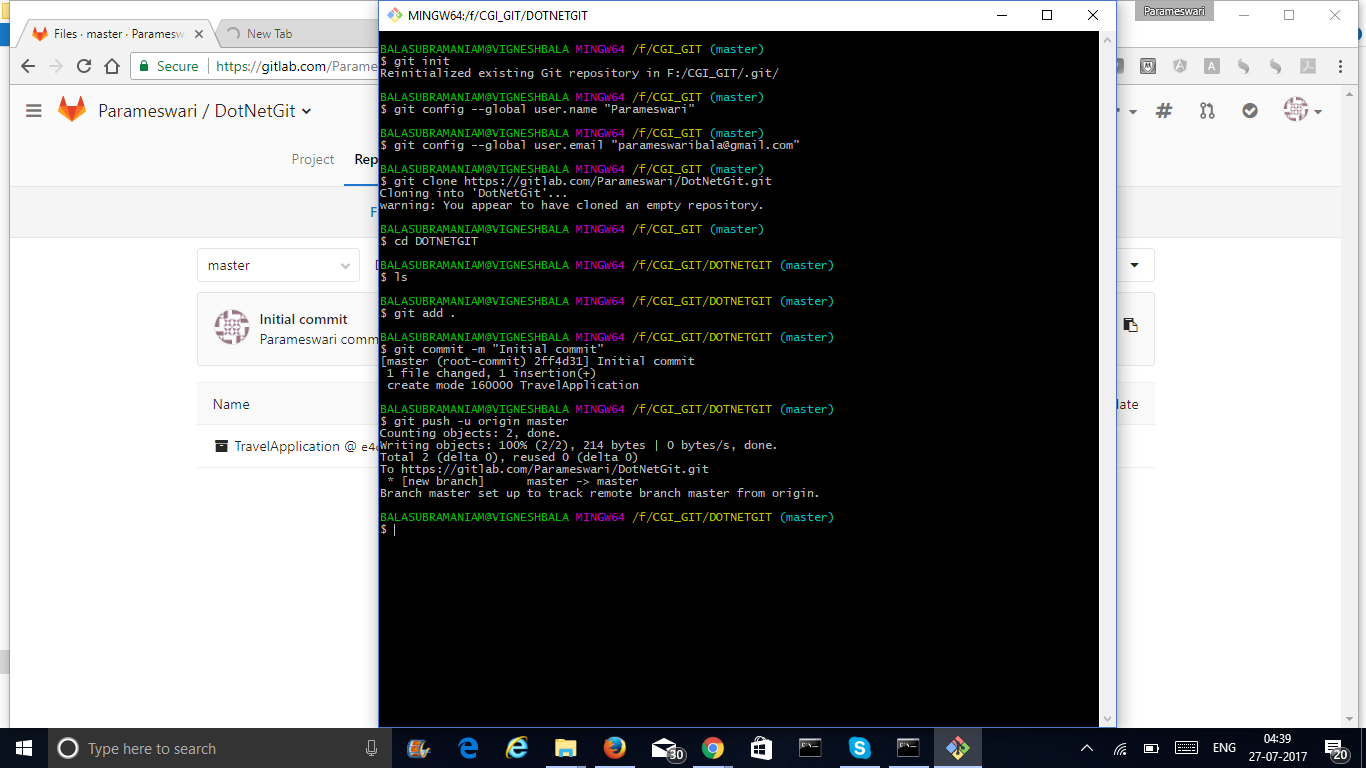 MINGW64:/f/CGI_GIT/DOTNETGIT
Parameswari
Files · master · Paramesw
New Tab
Secure
https://gitlab.com/Parame
Parameswari / DotNetGit
Project
Rep
F
master
Initial commit
Parameswari comm
Name
late
TravelApplication @
BALASUBRAMANIAM@VIGNESHBALA MINGW64 /f/CGI_GIT (master)
$ git init
Reinitialized existing Git repository in F:/CGI_GIT/.git/
BALASUBRAMANIAM@VIGNESHBALA MINGW64 /f/CGI_GIT (master)
$ git config --global user.name "Parameswari"
BALASUBRAMANIAM@VIGNESHBALA MINGW64 /f/CGI_GIT (master)
$ git config --global user.email "parameswaribala@gmail.com"
BALASUBRAMANIAM@VIGNESHBALA MINGW64 /f/CGI_GIT (master)
$ git clone https://gitlab.com/Parameswari/DotNetGit.git
Cloning into 'DotNetGit'...
warning: You appear to have cloned an empty repository.
BALASUBRAMANIAM@VIGNESHBALA MINGW64 /f/CGI_GIT (master)
$ cd DOTNETGIT
BALASUBRAMANIAM@VIGNESHBALA MINGW64 /f/CGI_GIT/DOTNETGIT (master)
$ ls
BALASUBRAMANIAM@VIGNESHBALA MINGW64 /f/CGI_GIT/DOTNETGIT (master)
$ git add .
BALASUBRAMANIAM@VIGNESHBALA MINGW64 /f/CGI_GIT/DOTNETGIT (master)
$ git commit -m "Initial commit"
[master (root-commit) 2ff4d31] Initial commit
1 file changed, 1 insertion(+)
create mode 160000 TravelApplication
BALASUBRAMANIAM@VIGNESHBALA MINGW64 /f/CGI_GIT/DOTNETGIT (master)
$ git push -u origin master
Counting objects: 2, done.
Writing objects: 100% (2/2), 214 bytes | 0 bytes/s, done.
Total 2 (delta 0), reused 0 (delta 0)
To https://gitlab.com/Parameswari/DotNetGit.git
* [new branch] master -> master
Branch master set up to track remote branch master from origin.
BALASUBRAMANIAM@VIGNESHBALA MINGW64 /f/CGI_GIT/DOTNETGIT (master)
$
Type here to search
30
ENG
04:39
27-07-2017
20